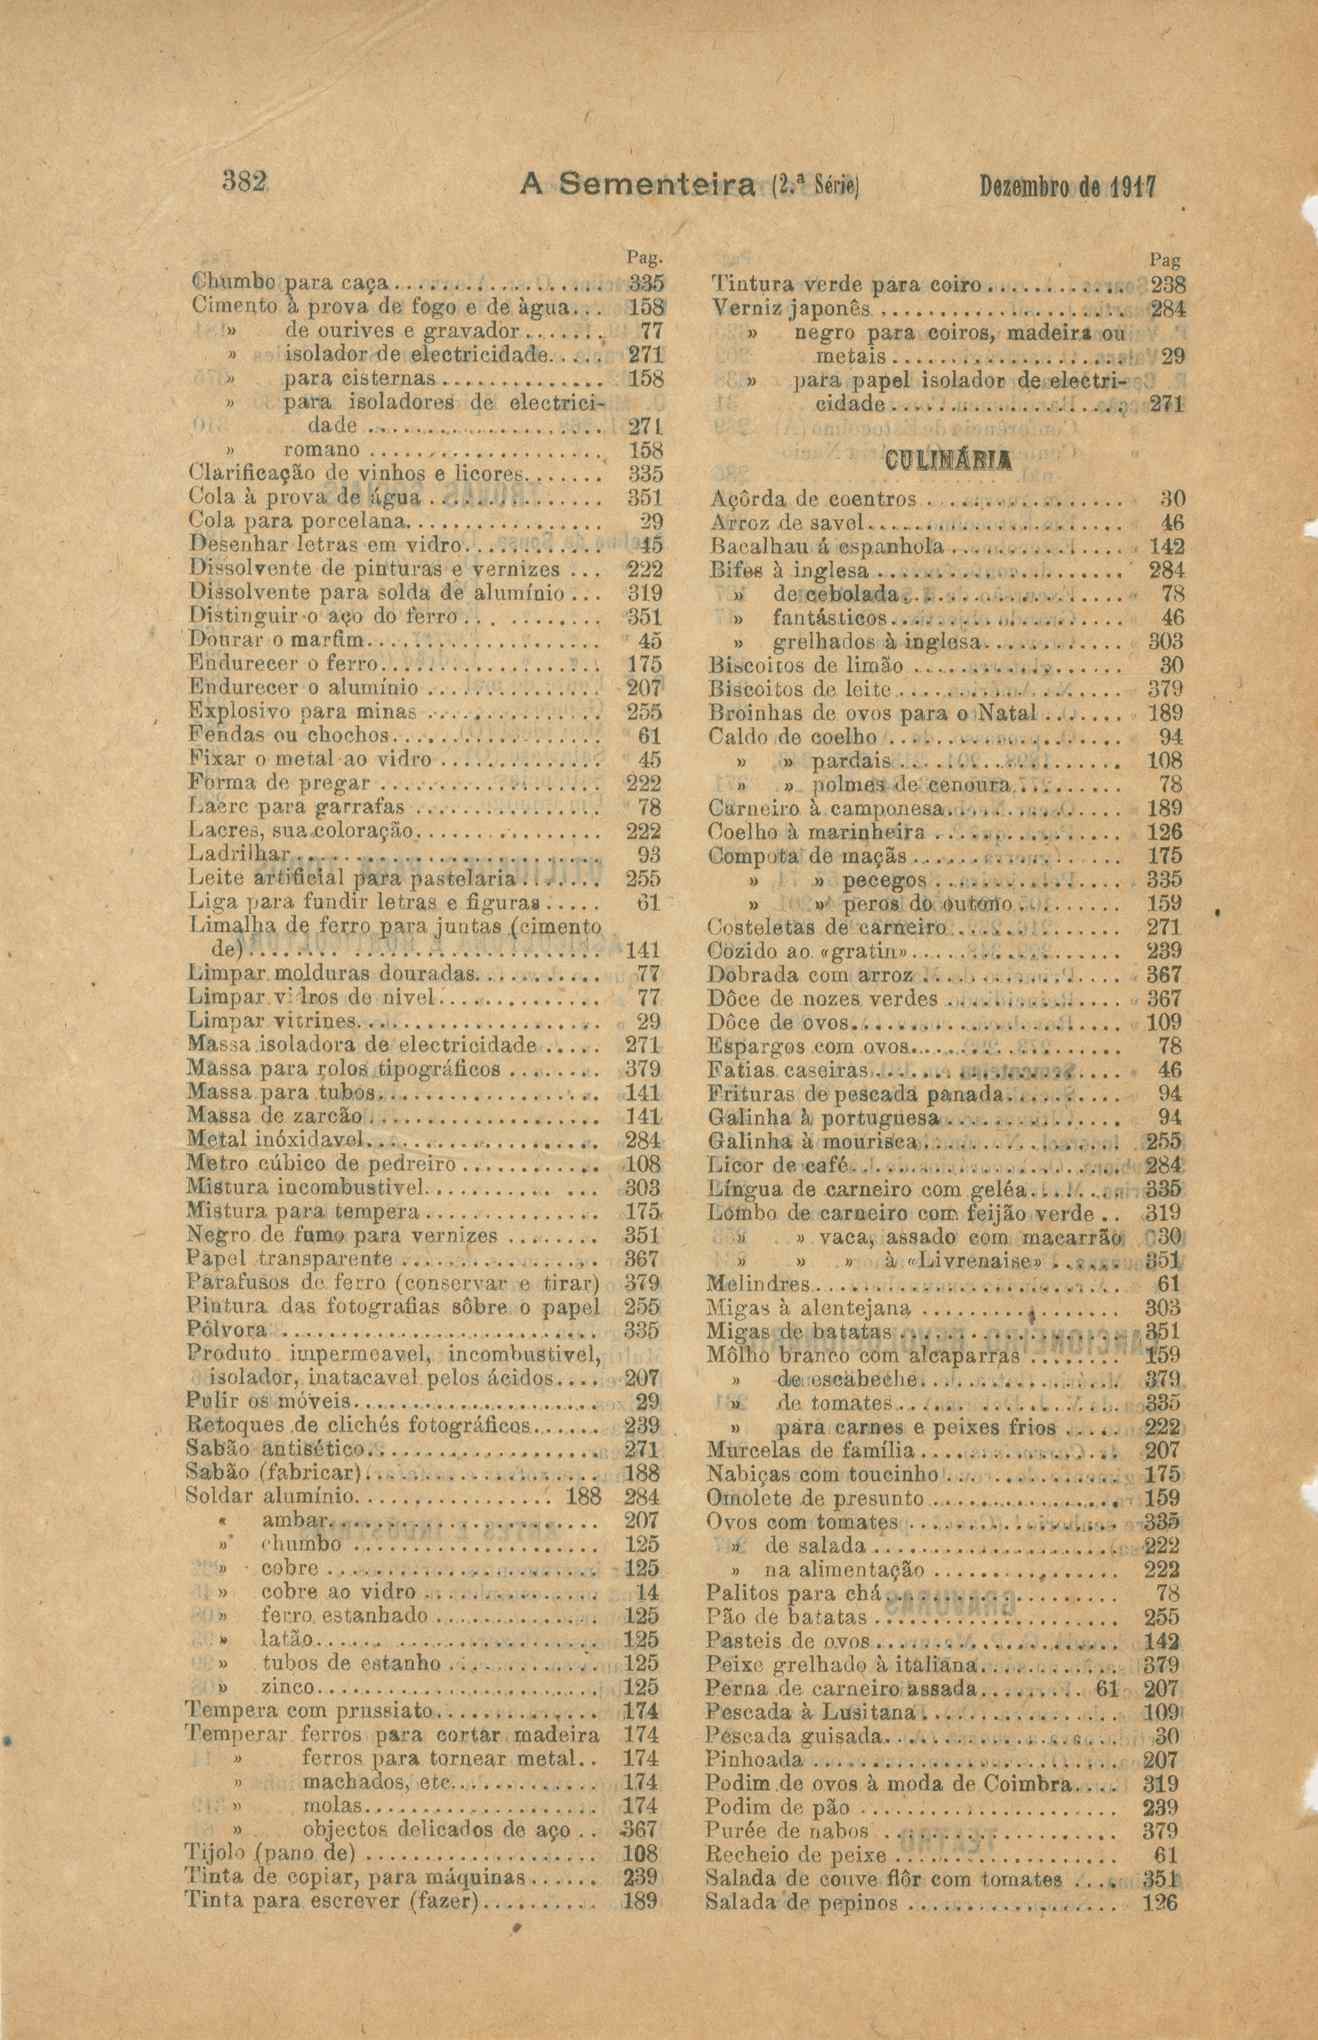 382 A Sementeira (2.ª Série) Dezembro de 1917
Pag.
Chumbo para caça................... 335
Cimento à prova de fogo e de àgua... 158
» de ourives e gravador....... 77
» isolador de electricidade..... 271
» para cisternas.............. 158
» para isoladores de electrici-
dade .................... 271
» romano .................... 158
Clarificação de vinhos e licores....... 335
Cola à prova de água ............... 351
Cola para porcelana................ 29
Desenhar letras em vidro............ 45
Dissolvente de pinturas e vernizes ... 222
Dissolvente para solda de alumínio ... 319
Distinguir o aço do ferro ............ 351
Dourar o marfim.................... 45
Endurecer o ferro................... 175
Endurecer o alumínio ............... 207
Explosivo para minas ............... 255
Fendas ou chochos.................. 61
Fixar o metal ao vidro .............. 45
Forma de pregar ................... 222
Lacre para garrafas ................ 78
Lacres, sua coloração................ 222
Ladrilhar.......................... 93
Leite artificial para pastelaria ....... 255
Liga para fundir letras e figuras ..... 61
Limalha de ferro para juntas (cimento
de)............................ 141
Limpar molduras douradas........... 77
Limpar vidros de nivel.............. 77
Limpar vitrines..................... 29
Massa isoladora de electricidade ..... 271
Massa para rolos tipográficos ........ 379
Massa para tubos................... 141
Massa de zarcão ................... 141
Metal inóxidavel.................... 284
Metro cúbico de pedreiro ............ 108
Mistura incombustivel............... 303
Mistura para tempera ............... 175
Negro de fumo para vernizes ........ 351
Papel transparente ................. 367
Parafusos de ferro (conservar e tirar) 379
Pintura das fotografias sôbre o papel 255
Pólvora ........................... 335
Produto impermeavel, incombustivel,
isolador, inatacavel pelos ácidos.... 207
Pulir os móveis..................... 29
Retoques de clichés fotográficos....... 239
Sabão antisético.................... 271
Sabão (fabricar).................... 188
Soldar alumínio................. 188 284
« ambar...................... 207
» chumbo .................... 125
» cobre ...................... 125
» cobre ao vidro .............. 14
» ferro estanhado ............. 125
» latão....................... 125
» tubos de estanho ............ 125
» zinco....................... 125
Tempera com prussiato.............. 174
Temperar ferros para cortar madeira 174
» ferros para tornear metal.. 174
» machados, etc............. 174
» molas.................... 174
» objectos delicados de aço .. 367
Tijolo (pano de) ................... 108
Tinta de copiar, para máquinas...... 239
Tinta para escrever (fazer).......... 189
Pag
Tintura verde para coiro............ 238
Verniz japonês .................... 284
» negro para coiros, madeira ou
metais ..................... 29
» para papel isolador de electri-
cidade..................... 271
CULINÁRIA
Açôrda de coentros ................ 30
Arroz de savel..................... 46
Bacalhau á espanhola ............... 142
Bifes à inglesa .................... 284
» de cebolada................... 78
» fantásticos.................... 46
» grelhados à inglesa............ 303
Biscoitos de limão ................. 30
Biscoitos de leite................... 379
Broinhas de ovos para o Natal ....... 189
Caldo de coelho ................... 94
» » pardais................. 108
» » polmes de cenoura......... 78
Carneiro à camponesa............... 189
Coelho à marinheira ................ 126
Compota de maçãs ................. 175
» » pecegos ............... 335
» » peros do outono ......... 159
Costeletas de carneiro .............. 271
Cozido ao «gratin».................. 239
Dobrada com arroz ................. 367
Dôce de nozes verdes ............... 367
Dôce de ovos...................... 109
Espargos com ovos.................. 78
Fatias caseiras..................... 46
Frituras de pescada panada.......... 94
Galinha à portuguesa ............... 94
Galinha à mourisca................. 255
Licor de café....................... 284
Língua de carneiro com geléa......... 335
Lombo de carneiro com feijão verde .. 319
» » vaca, assado com macarrão 30
» » » à «Livrenaise» ...... 351
Melindres.......................... 61
Migas à alentejana ................. 303
Migas de batatas ................... 351
Môlho branco com alcaparras ........ 159
» de escabeche................. 379
» de tomates................... 335
» para carnes e peixes frios ..... 222
Murcelas de família................. 207
Nabiças com toucinho ............... 175
Omolete de presunto ................ 159
Ovos com tomates .................. 335
» de salada ..................... 222
» na alimentação ................ 222
Palitos para chá.................... 78
Pão de batatas ..................... 255
Pasteis de ovos..................... 142
Peixe grelhado à italiana............. 379
Perna de carneiro assada......... 61 207
Pescada à Lusitana ................. 109
Pescada guisada.................... 30
Pinhoada .......................... 207
Podim de ovos à moda de Coimbra.... 319
Podim de pão ...................... 239
Purée de nabos .................... 379
Recheio de peixe ................... 61
Salada de couve flôr com tomates .... 351
Salada de pepinos .................. 126